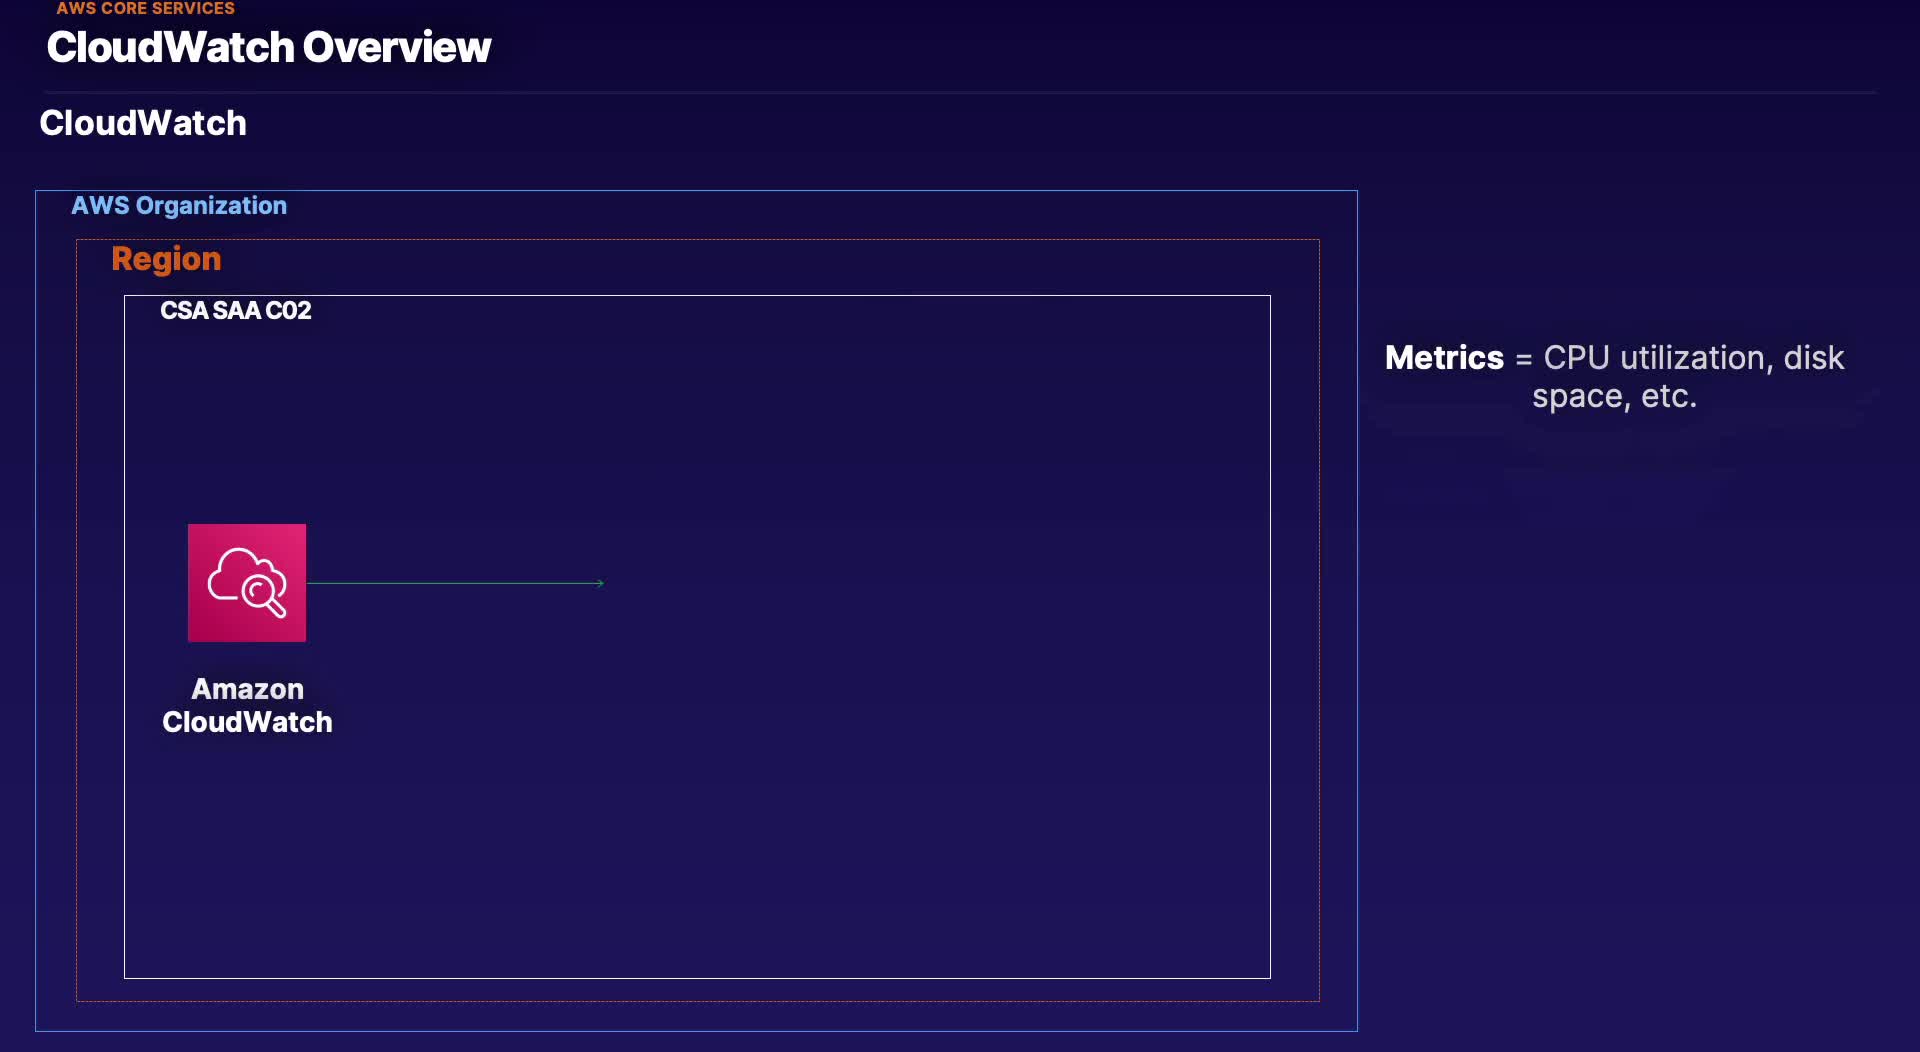 AWS CORE SERVICES
CloudWatch Overview
CloudWatch
AWS Organization
Region
CSA SAA C02
Metrics = CPU utilization, disk
space, etc.
Amazon
CloudWatch